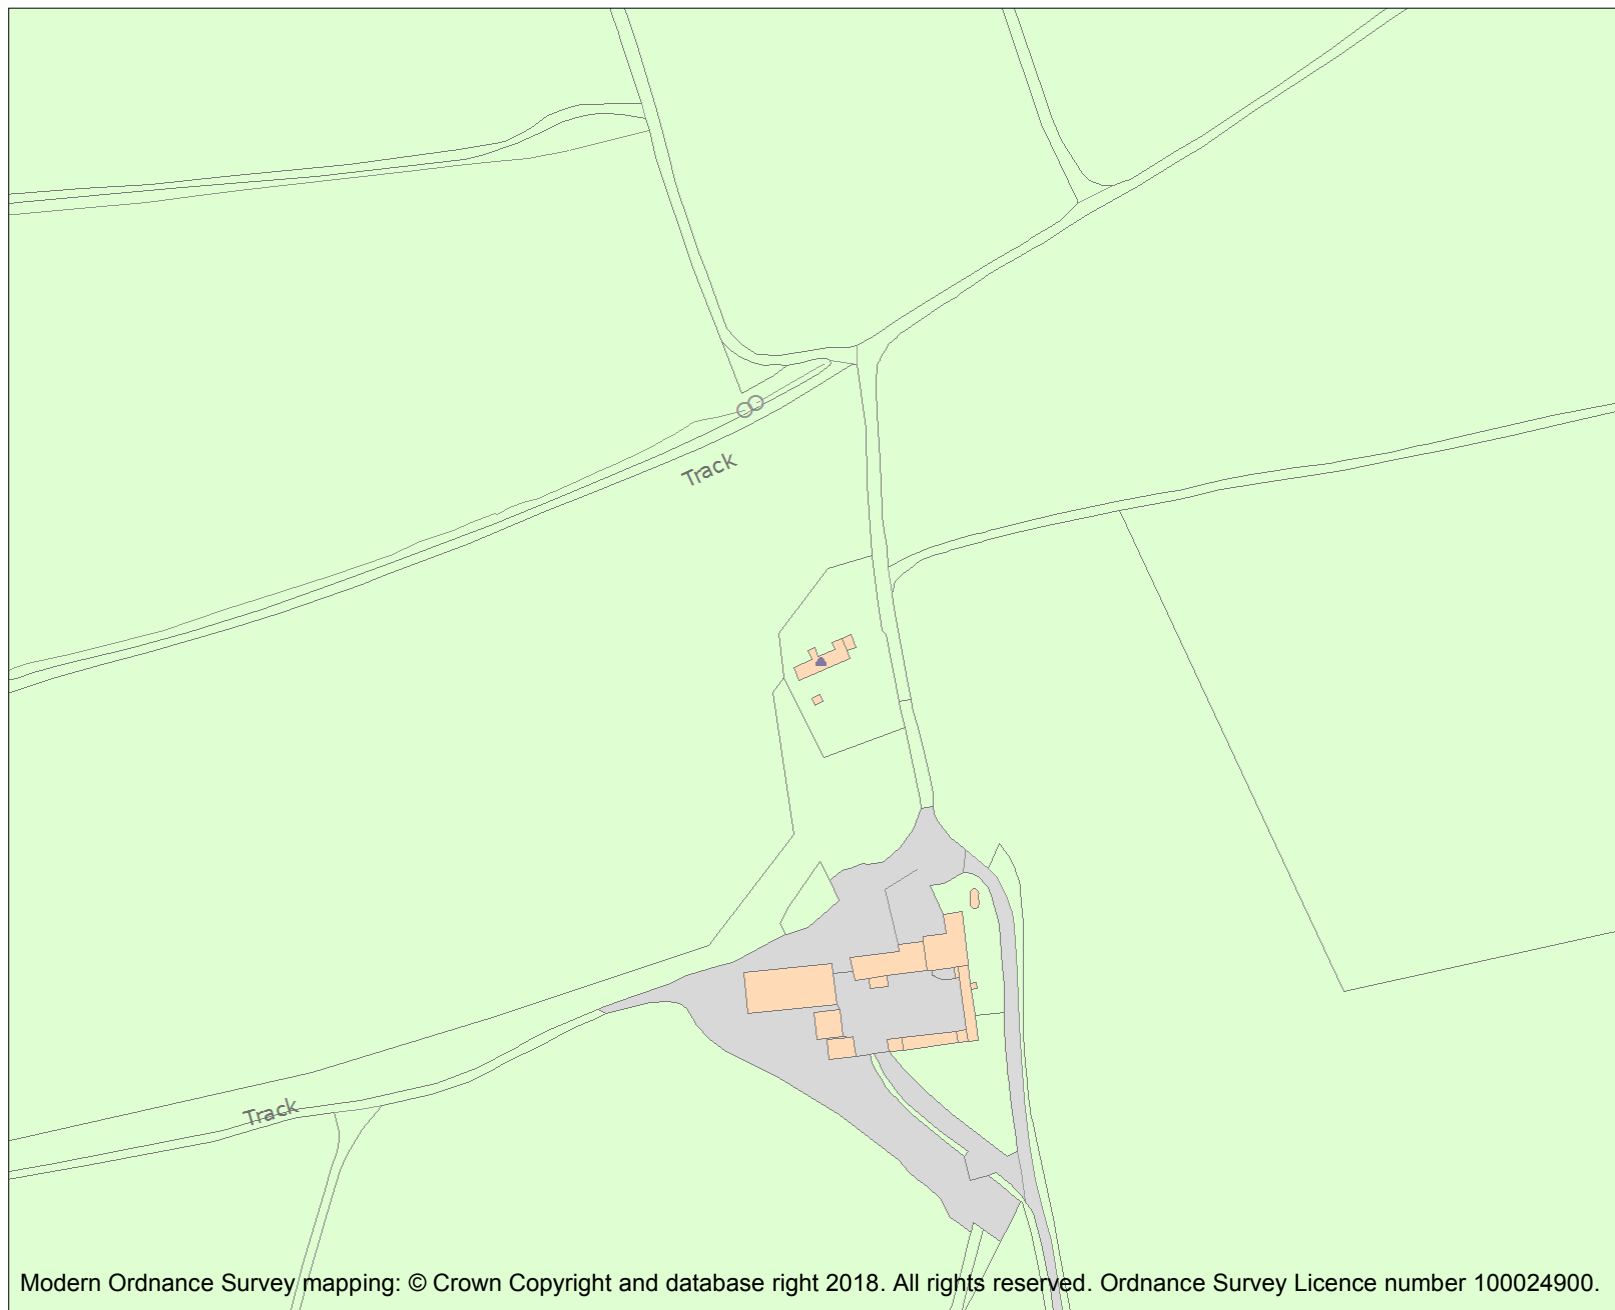 Track
Track
Modern Ordnance Survey mapping: © Crown Copyright and database right 2018. All rights reserved. Ordnance Survey Licence number 100024900.